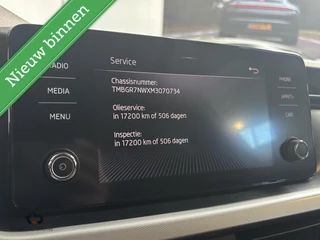 Nieuw binnen
Service
RADIO
PHONE
Chassisnummer:
TMBGR7NWXM3070734
MEDIA
Olieservice:
in 17200 km of 506 dagen
MENU
CAR
Inspectie:
in 17200 km of 506 dagen